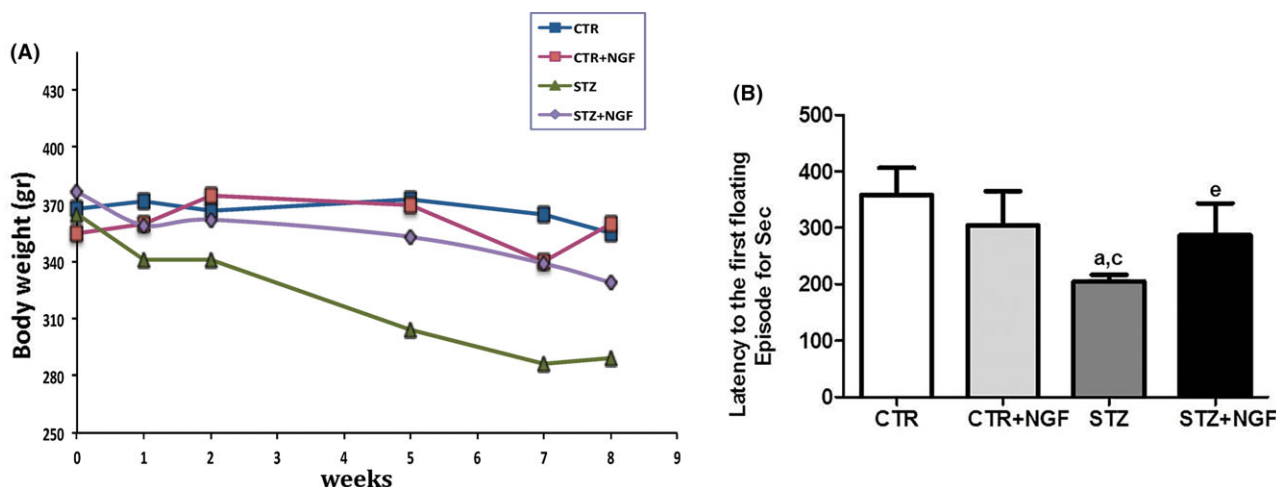 (A)
CTR
CTR+NGF
STZ
STZ+NGF
Body weight (gr)
430
400
370
340
310
280
250
0 1 2 3 4 5 6 7 8 9
weeks
(B)
Latency to the first floating
Episode for Sec
500
400
300
200
100
0
a,c
e
CTR CTR+NGF STZ STZ+NGF